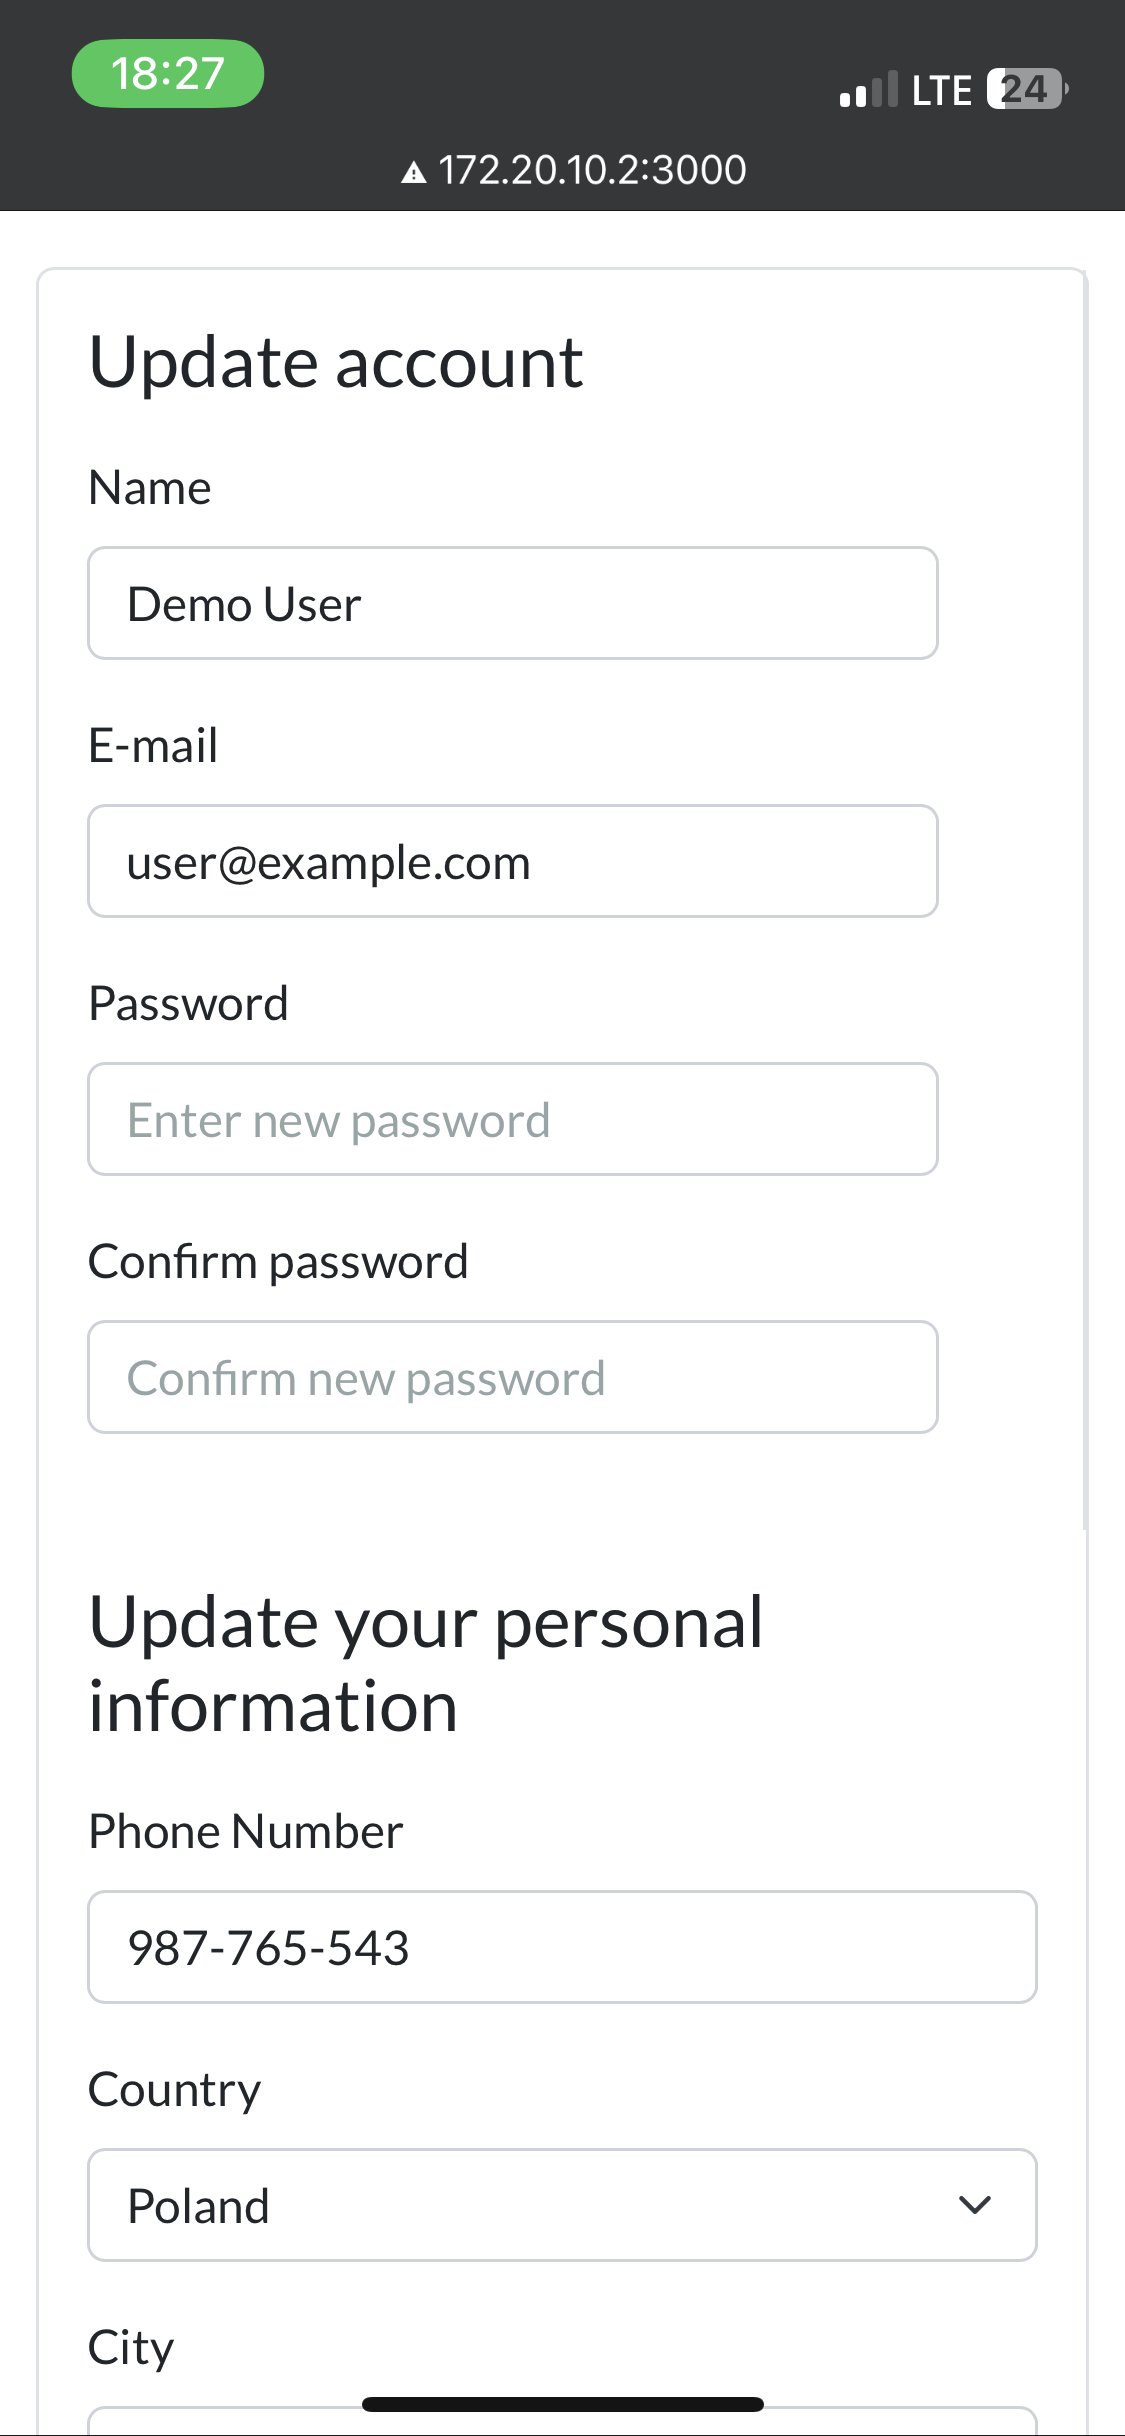 18:27
LTE 24
172.20.10.2:3000
Update account
Name
Demo User
E-mail
user@example.com
Password
Enter new password
Confirm password
Confirm new password
Update your personal
information
Phone Number
987-765-543
Country
Poland
City